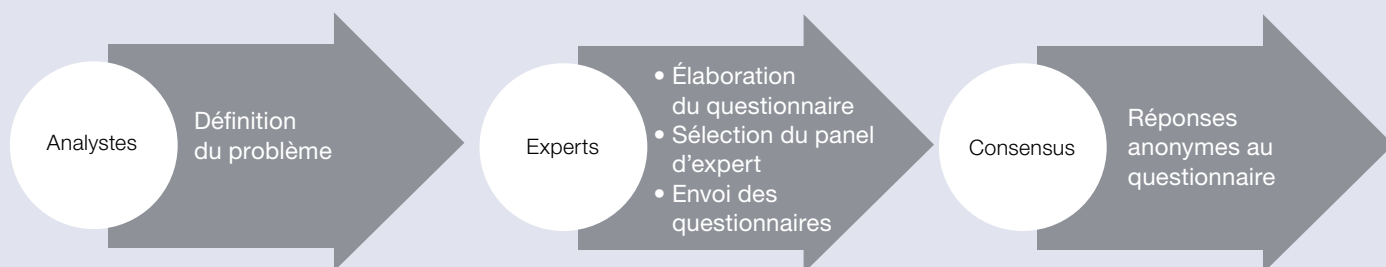 Analystes
Définition
du problème
Experts
• Élaboration
du questionnaire
• Sélection du panel
d’expert
• Envoi des
questionnaires
Consensus
Réponses
anonymes au
questionnaire